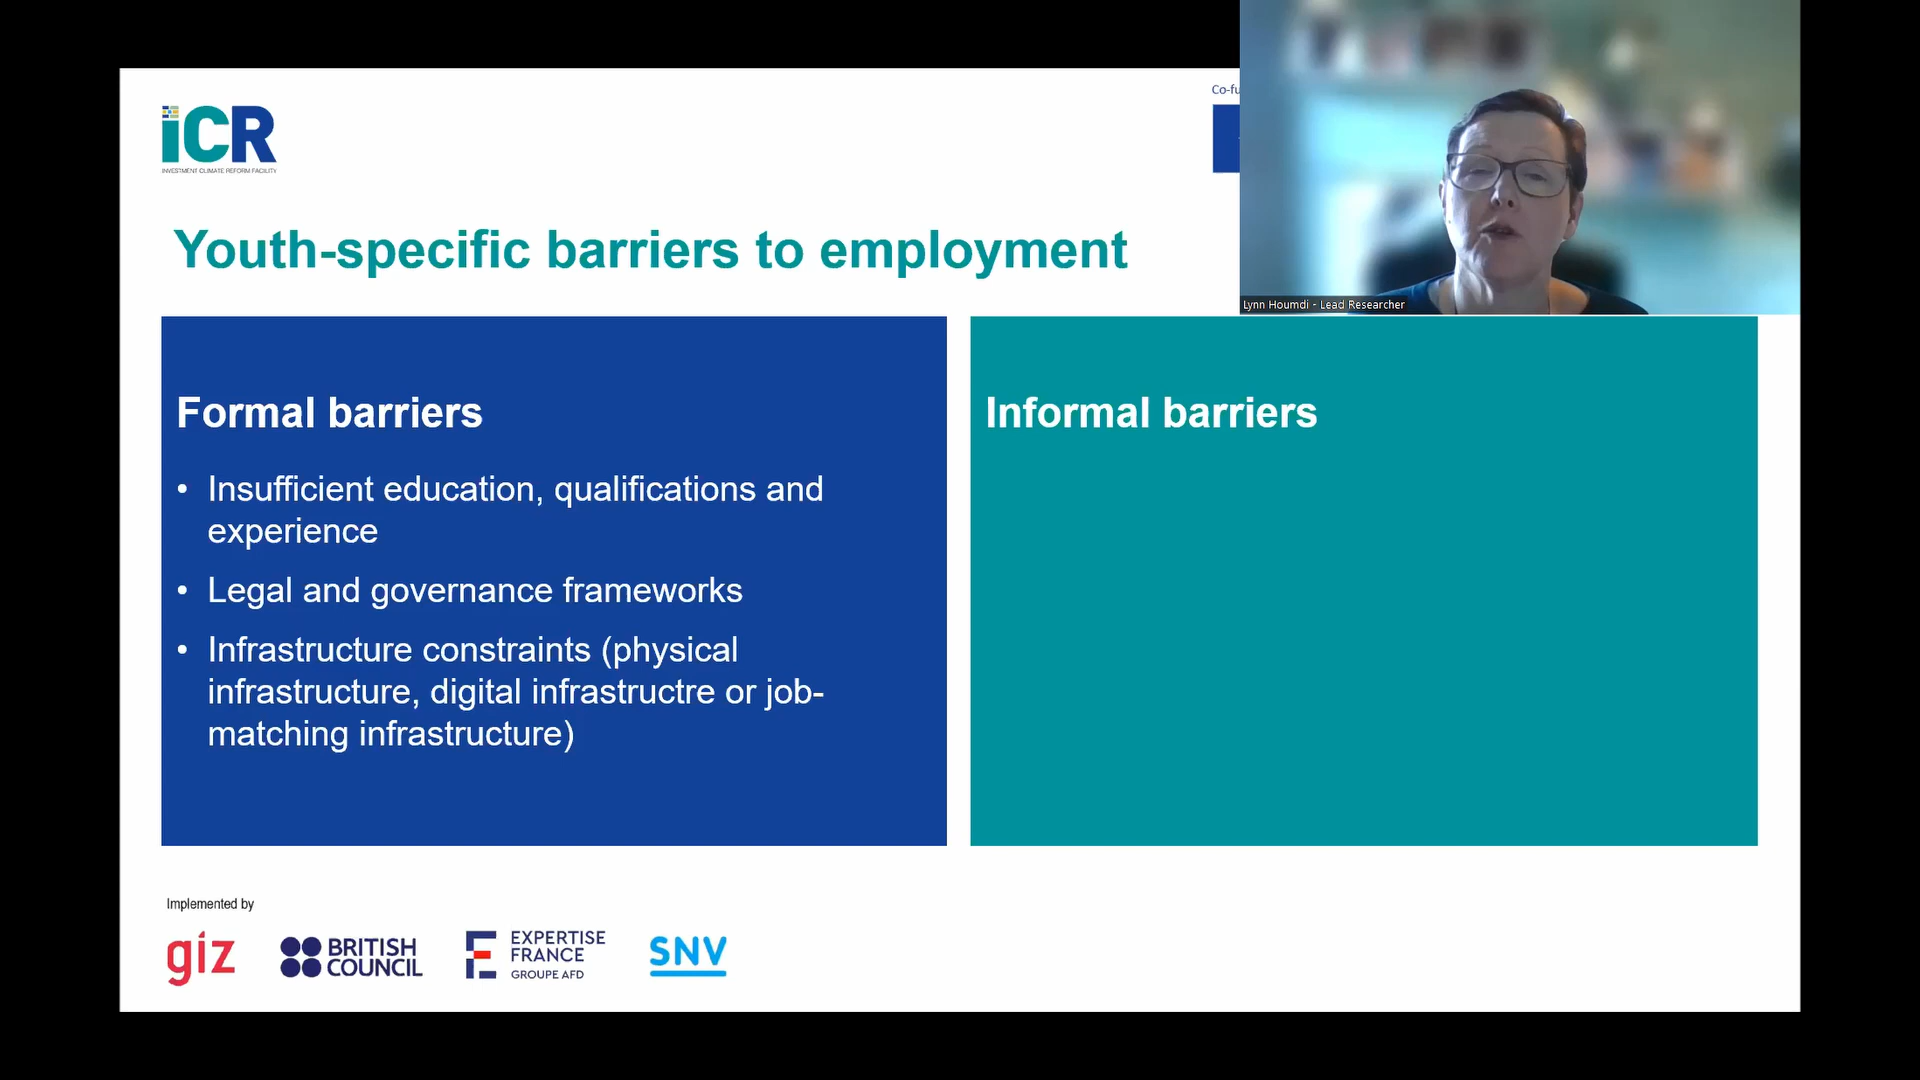 iCR
INVESTMENT CLIMATE REFORM FACILITY
Co-fu
Lynn Houmdi - Lead Researcher
Youth-specific barriers to employment
Formal barriers
• Insufficient education, qualifications and
experience
• Legal and governance frameworks
• Infrastructure constraints (physical
infrastructure, digital infrastructre or job-
matching infrastructure)
Informal barriers
Implemented by
giz
BRITISH
COUNCIL
EXPERTISE
FRANCE
GROUPE AFD
SNV